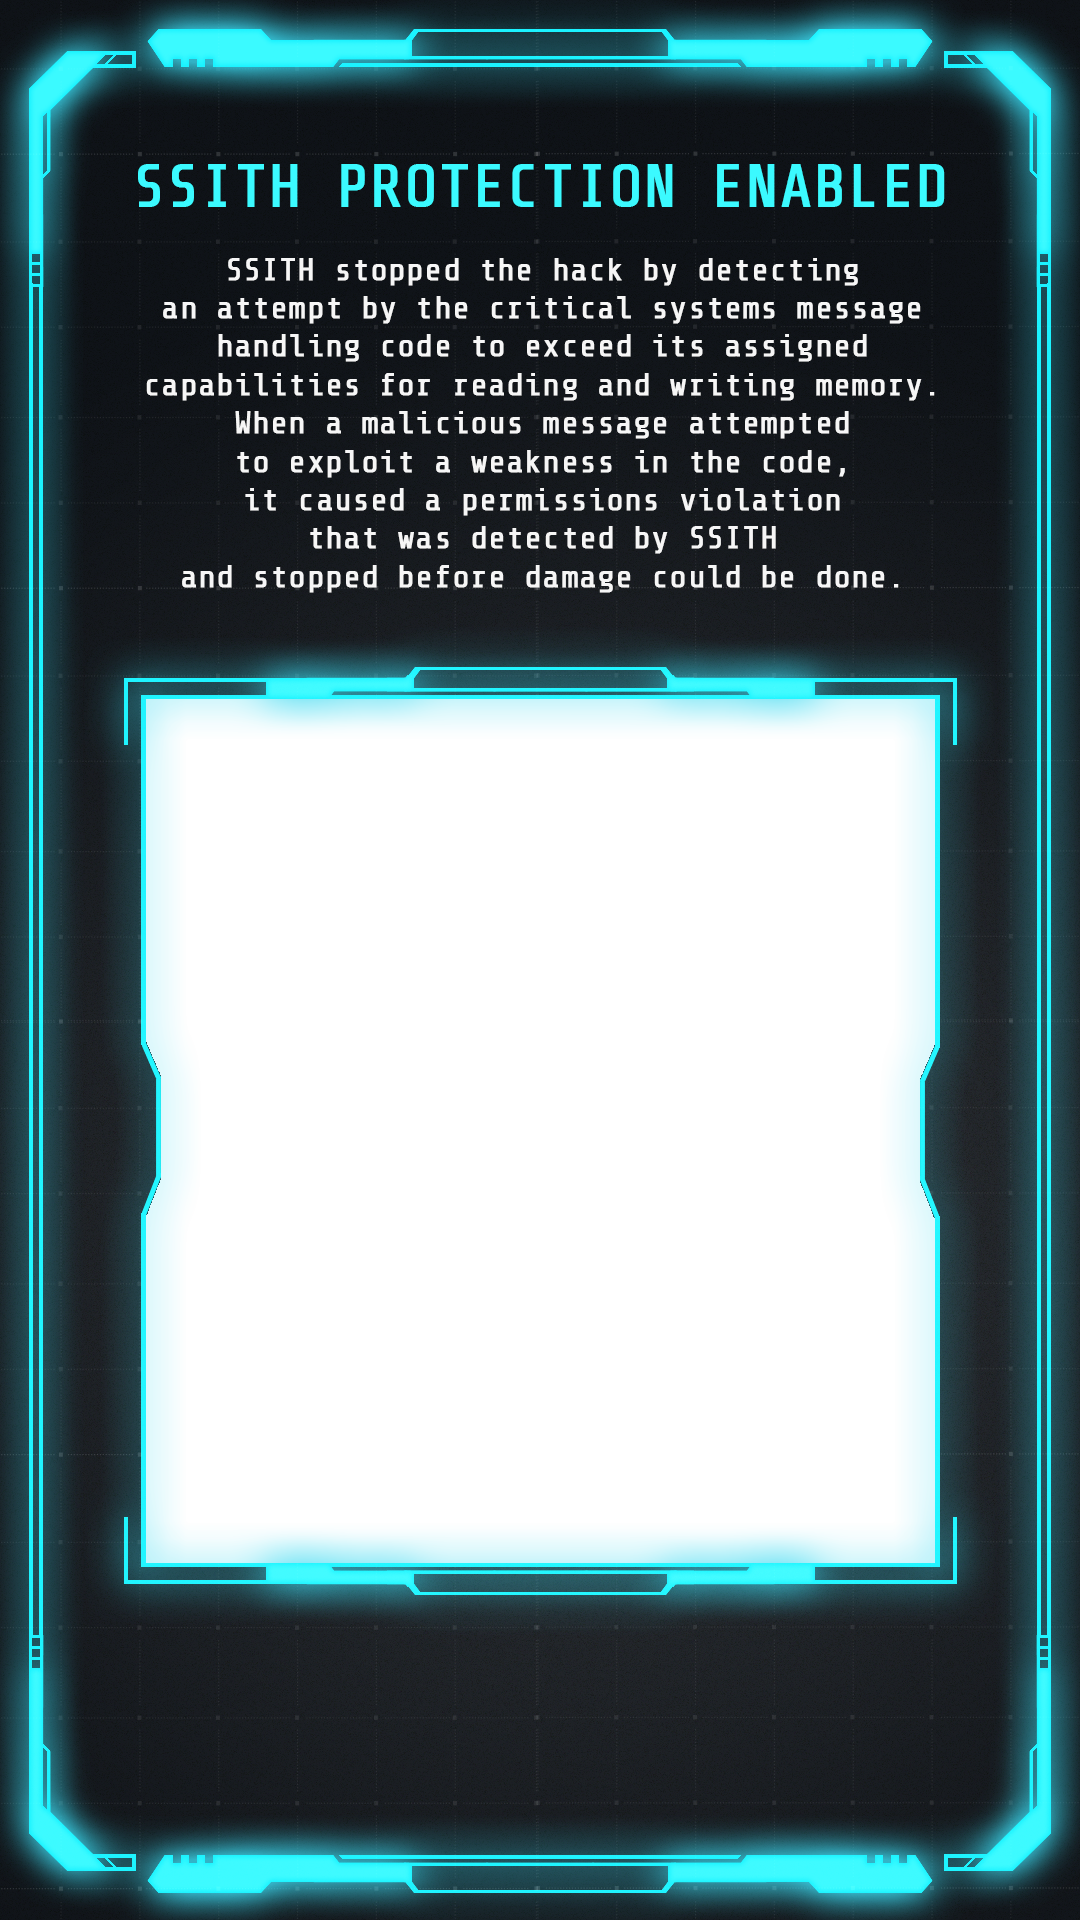 SSITH PROTECTION ENABLED
SSITH stopped the hack by detecting
an attempt by the critical systems message
handling code to exceed its assigned
capabilities for reading and writing memory.
When a malicious message attempted
to exploit a weakness in the code,
it caused a permissions violation
that was detected by SSITH
and stopped before damage could be done.